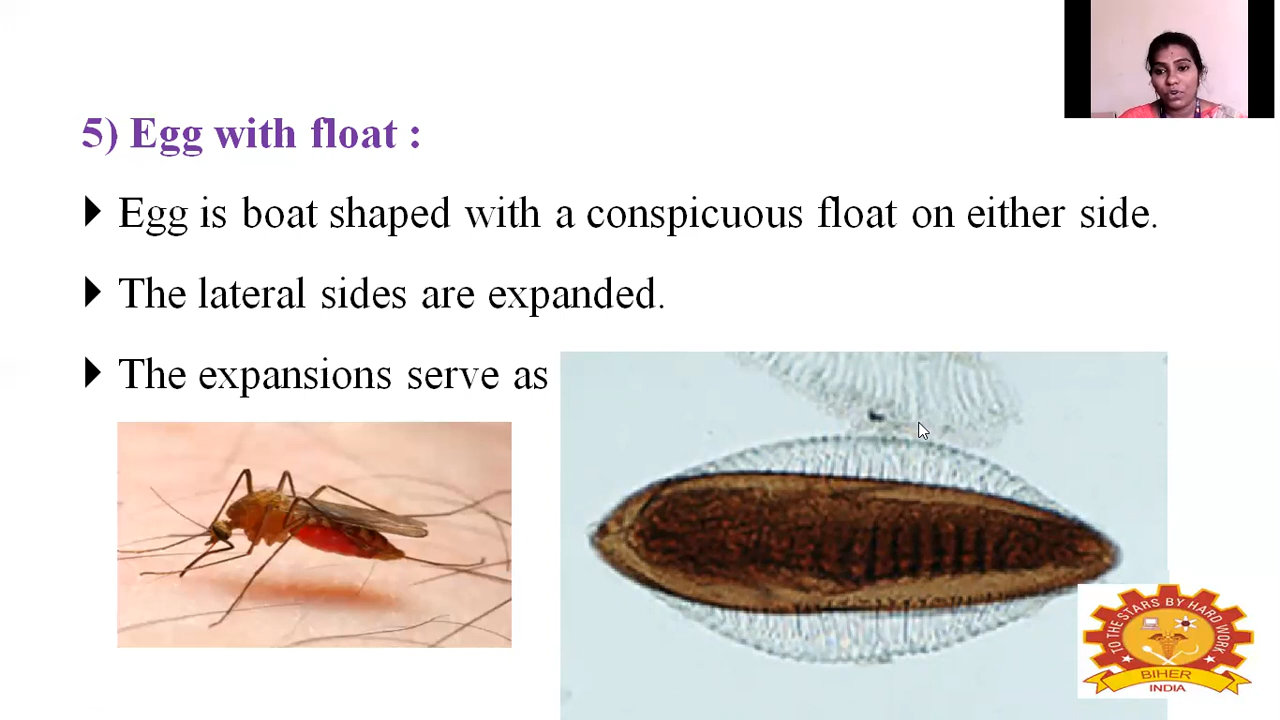 5) Egg with float :
Egg is boat shaped with a conspicuous float on either side.
The lateral sides are expanded.
The expansions serve as
TO THE STARS BY HARD WORK
BIHER
INDIA